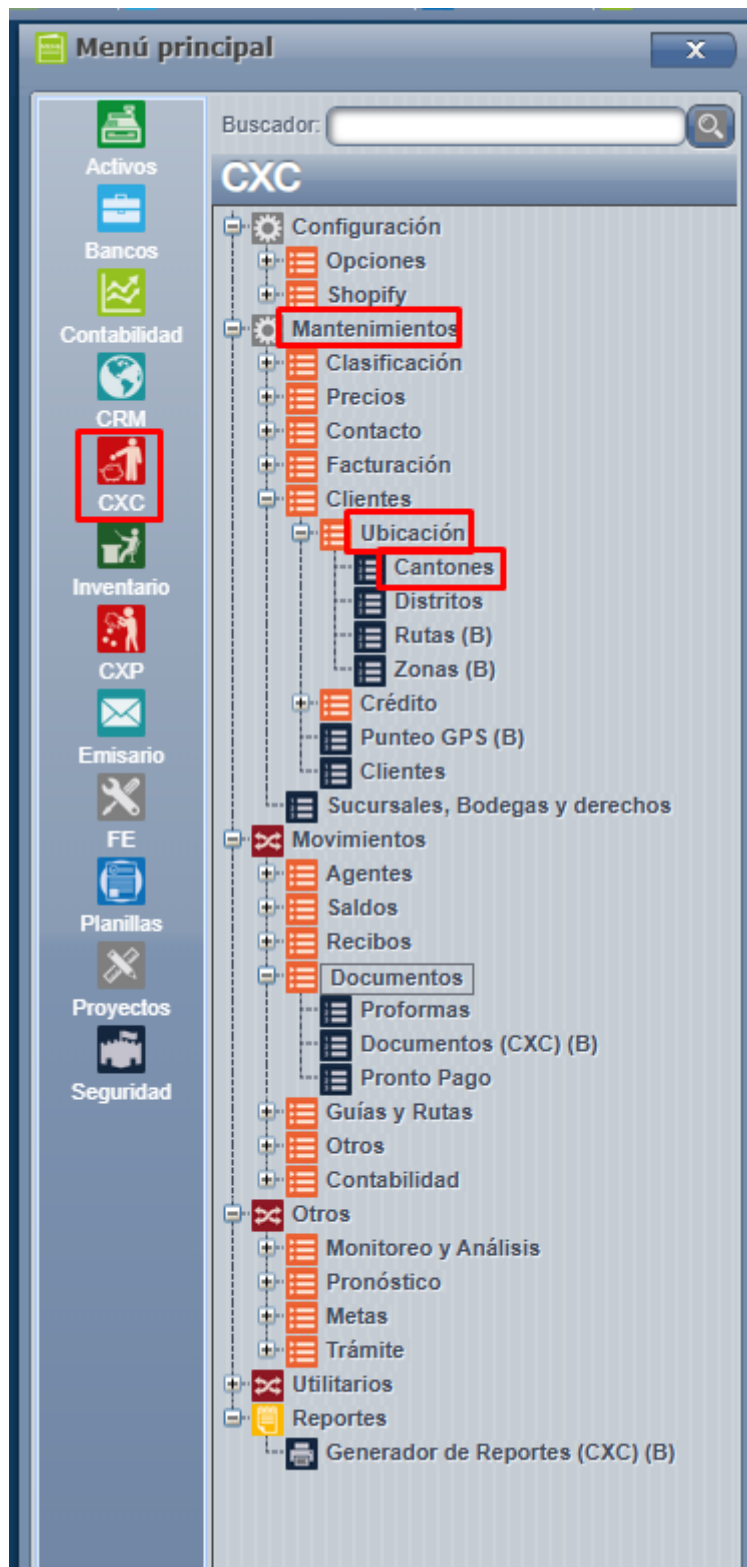 Menú principal
x
Activos
Bancos
Contabilidad
CRM
CXC
Inventario
CXP
Emisario
FE
Planillas
Proyectos
Seguridad
Buscador:
CXC
Configuración
Opciones
Shopify
Mantenimientos
Clasificación
Precios
Contacto
Facturación
Clientes
Ubicación
Cantones
Distritos
Rutas (B)
Zonas (B)
Crédito
Punteo GPS (B)
Clientes
Sucursales, Bodegas y derechos
Movimientos
Agentes
Saldos
Recibos
Documentos
Proformas
Documentos (CXC) (B)
Pronto Pago
Guías y Rutas
Otros
Contabilidad
Otros
Monitoreo y Análisis
Pronóstico
Metas
Trámite
Utilitarios
Reportes
Generador de Reportes (CXC) (B)